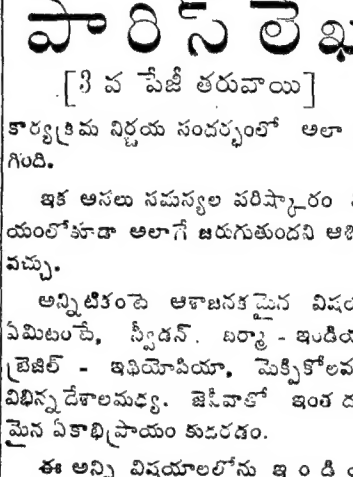 పారిస్ లేఖ
[3 వ పేజీ తరువాయి]
కార్యక్రమ నిర్ణయ సందర్భంలో అలా
గింది.
ఇక అసలు సమస్యల పరిష్కారం
యంలోకూడా అలాగే జరుగుతుందని ఆశి
వచ్చు.
అన్నిటికంటె ఆశాజనకమైన విషయ
ఏమిటంటే, స్వీడన్. బర్మా - ఇండియ
బ్రెజిల్ - ఇథియోపియా, మెక్సికోలవ
విభిన్న దేశాలమధ్య. జెనీవాలో ఇంత ద
మైన ఏకాభిప్రాయం కుదరడం.
ఈ అన్ని విషయాలలోను ఇండి